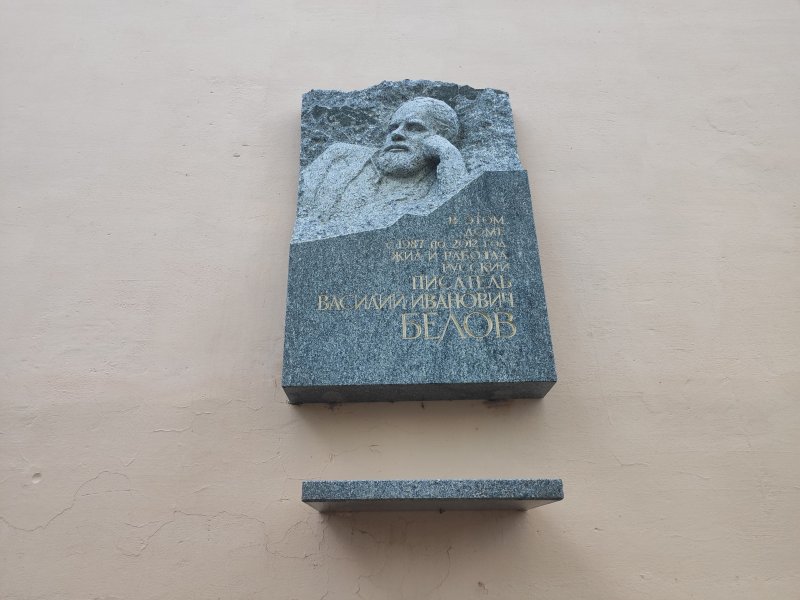 В ЭТОМ
ДОМЕ
с 1987 по 2012 год
ЖИЛ И РАБОТАЛ
РУССКИЙ
ПИСАТЕЛЬ
ВАСИЛИЙ ИВАНОВИЧ
БЕЛОВ